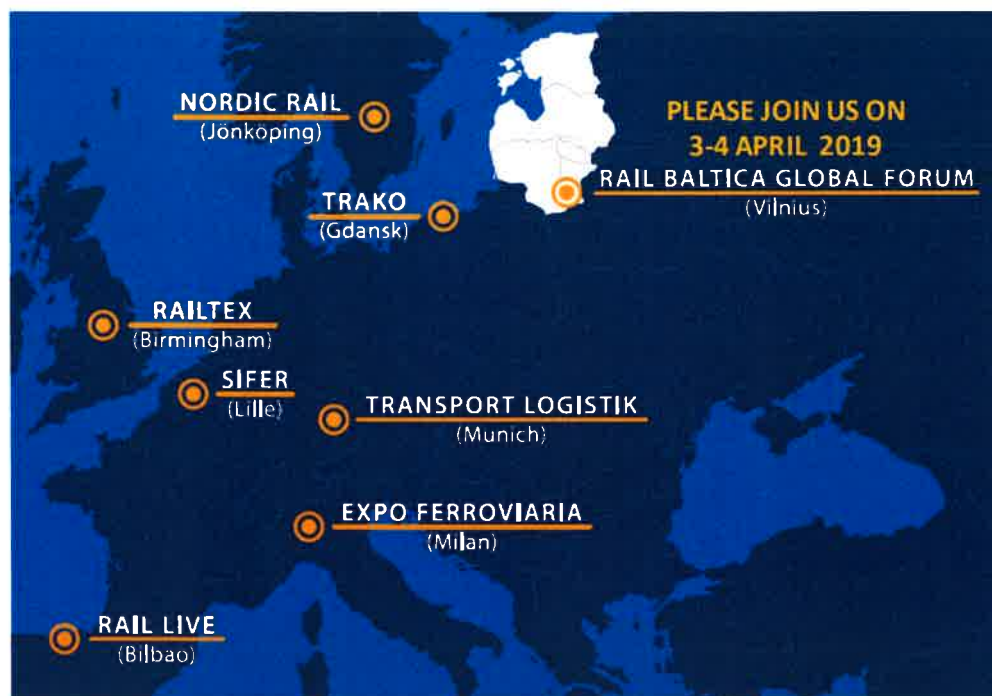 NORDIC RAIL
(Jönköping)
PLEASE JOIN US ON
3-4 APRIL 2019
RAIL BALTICA GLOBAL FORUM
(Vilnius)
TRAKO
(Gdansk)
RAILTEX
(Birmingham)
SIFER
(Lille)
TRANSPORT LOGISTIK
(Munich)
EXPO FERROVIARIA
(Milan)
RAIL LIVE
(Bilbao)